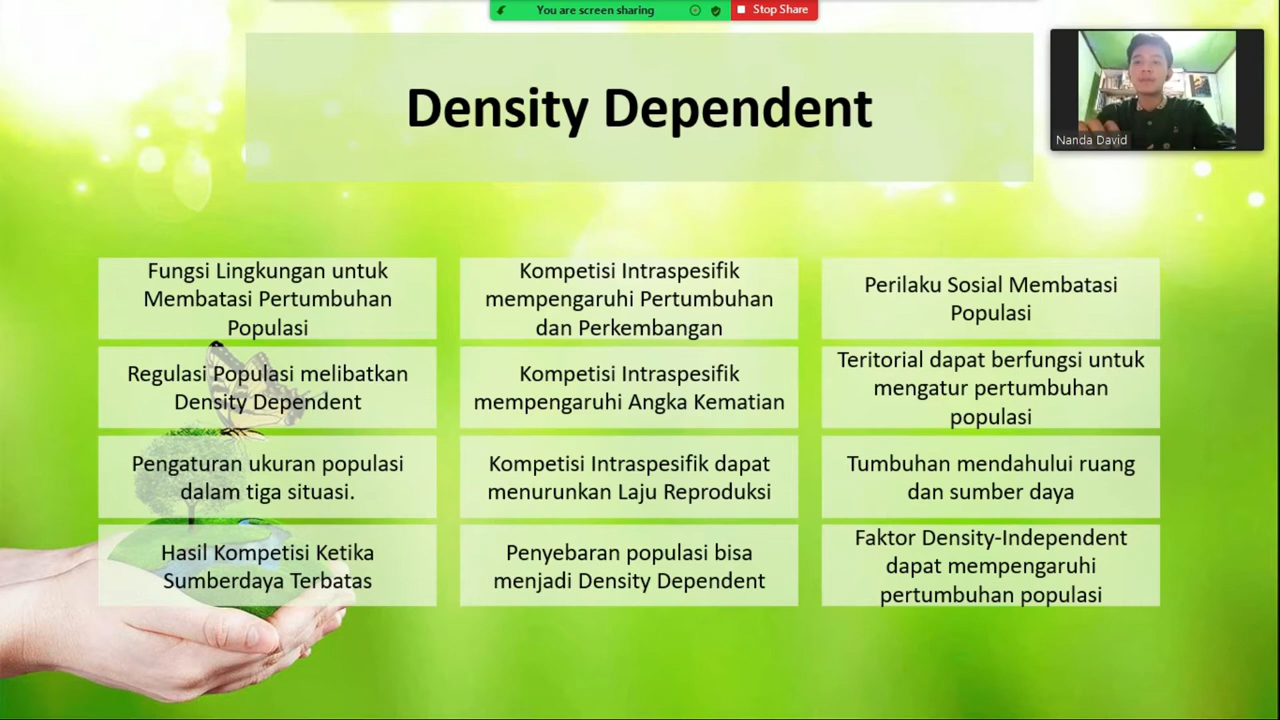 You are screen sharing
Stop Share
Density Dependent
Nanda David
Fungsi Lingkungan untuk
Membatasi Pertumbuhan
Populasi
Kompetisi Intraspesifik
mempengaruhi Pertumbuhan
dan Perkembangan
Perilaku Sosial Membatasi
Populasi
Regulasi Populasi melibatkan
Density Dependent
Kompetisi Intraspesifik
mempengaruhi Angka Kematian
Teritorial dapat berfungsi untuk
mengatur pertumbuhan
populasi
Pengaturan ukuran populasi
dalam tiga situasi.
Kompetisi Intraspesifik dapat
menurunkan Laju Reproduksi
Tumbuhan mendahului ruang
dan sumber daya
Hasil Kompetisi Ketika
Sumberdaya Terbatas
Penyebaran populasi bisa
menjadi Density Dependent
Faktor Density-Independent
dapat mempengaruhi
pertumbuhan populasi